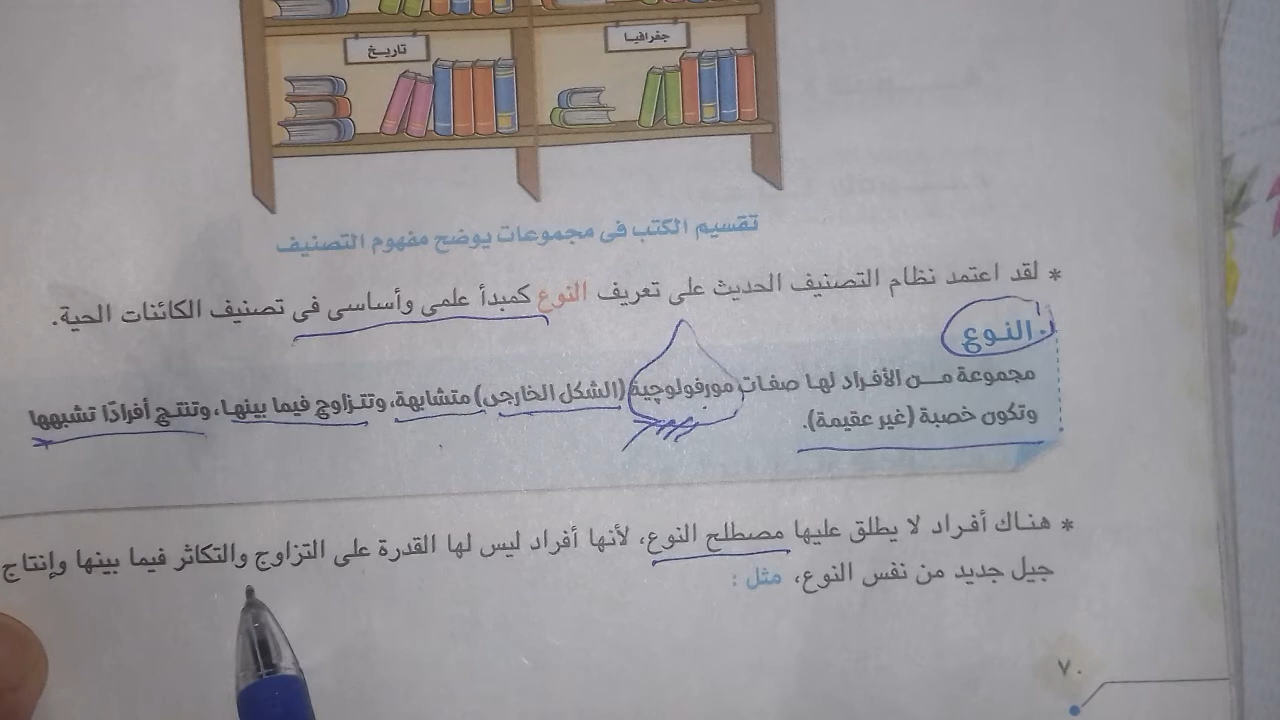 تاريخ
جغرافيا
تقسيم الكتب فى مجموعات يوضح مفهوم التصنيف
* لقد اعتمد نظام التصنيف الحديث على تعريف النوع كمبدأ علمى وأساسى فى تصنيف الكائنات الحية.
النوع
مجموعة من الأفراد لها صفات مورفولوجية (الشكل الخارجى) متشابهة، وتتزاوج فيما بينها، وتنتج أفرادًا تشبهها
وتكون خصبة (غير عقيمة).
* هناك أفراد لا يطلق عليها مصطلح النوع، لأنها أفراد ليس لها القدرة على التزاوج والتكاثر فيما بينها وإنتاج
جيل جديد من نفس النوع، مثل :
٧٠